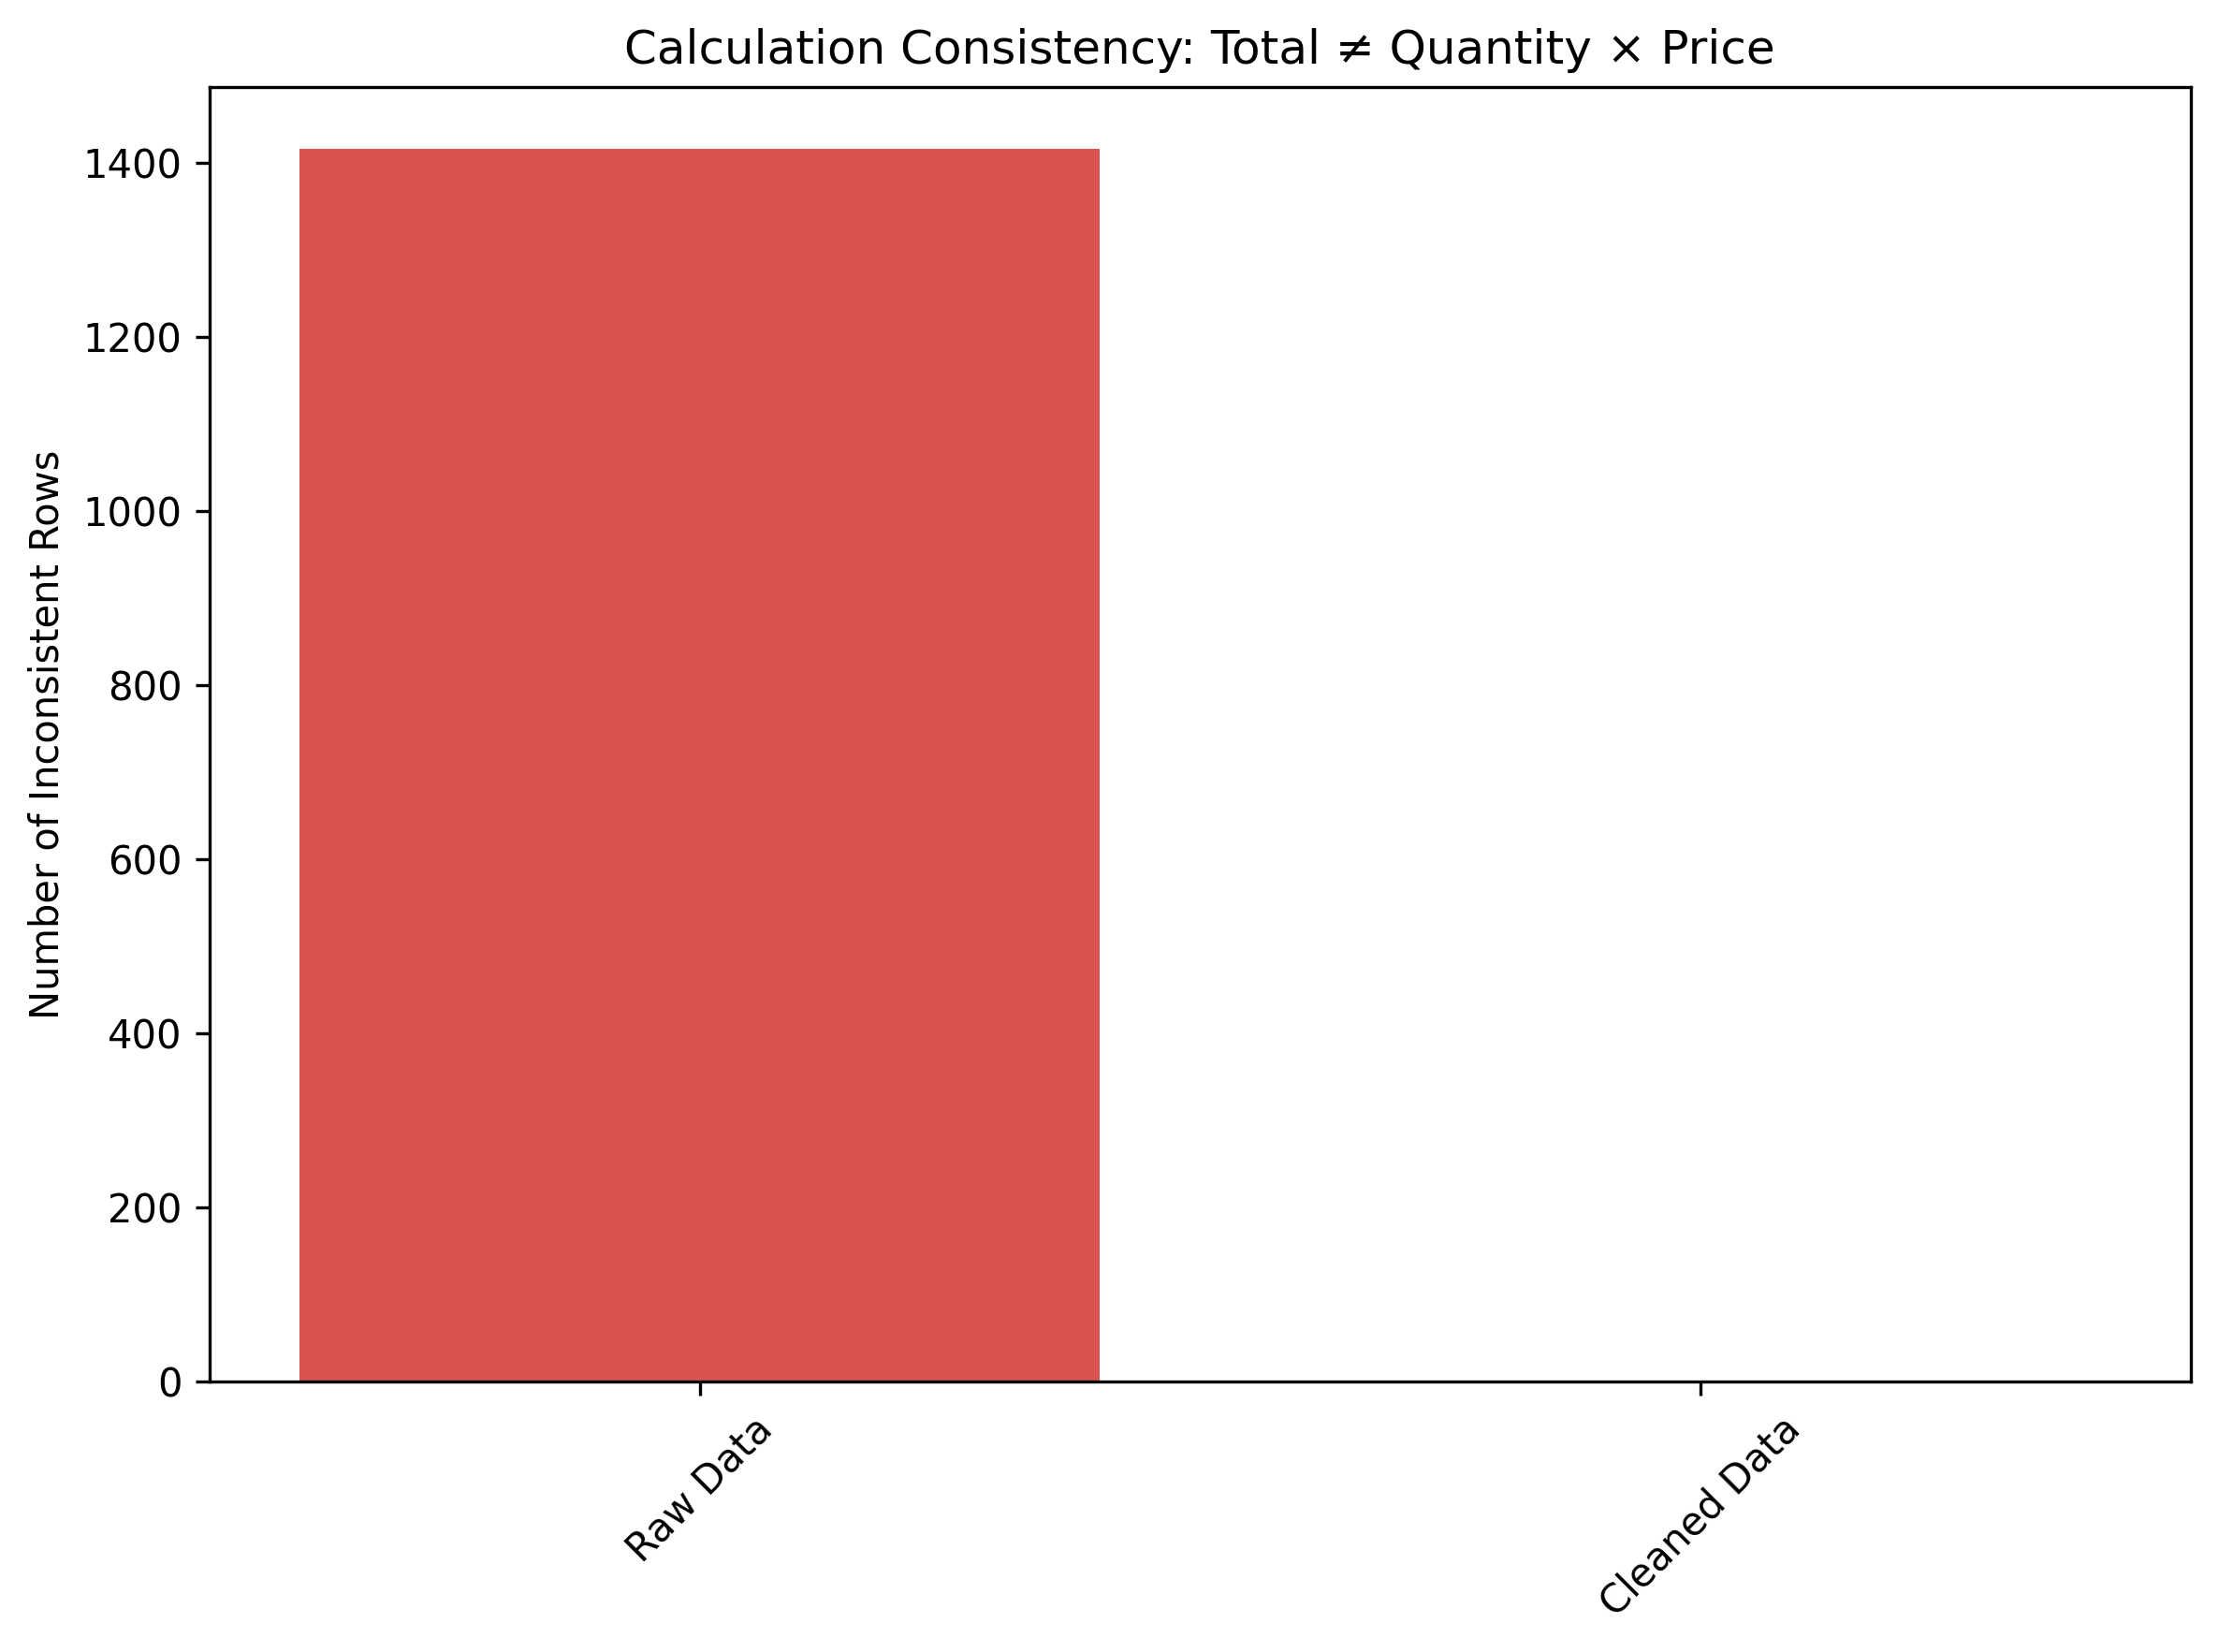 Calculation Consistency: Total ≠ Quantity × Price
Number of Inconsistent Rows
1400
1200
1000
800
600
400
200
0
Raw Data
Cleaned Data